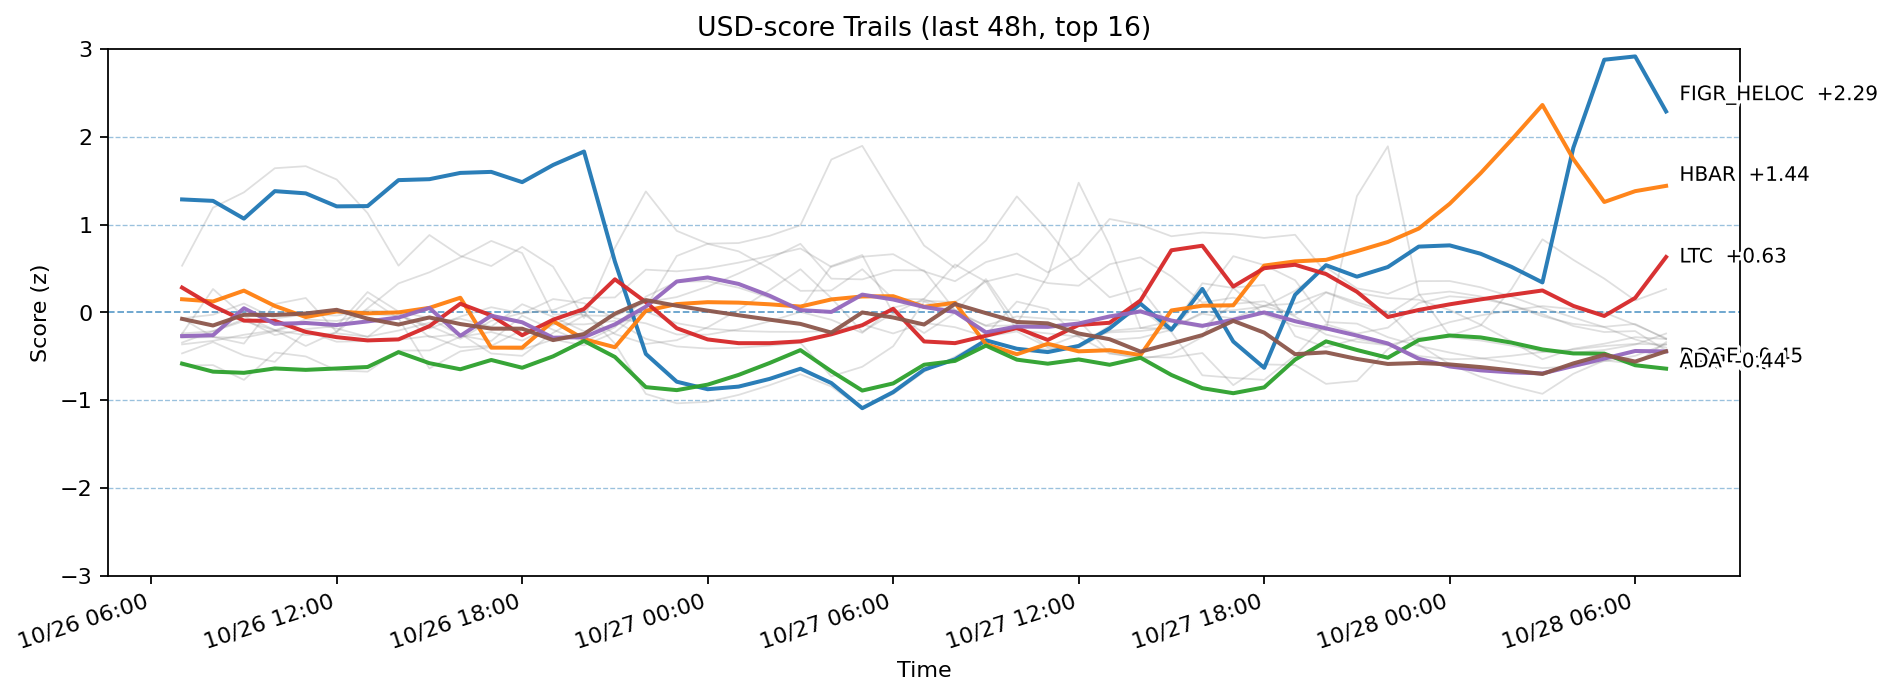 USD-score Trails (last 48h, top 16)
3
2
1
0
−1
−2
−3
Score (z)
FIGR_HELOC +2.29
HBAR +1.44
LTC +0.63
ADA -0.44
10/26 06:00
10/26 12:00
10/26 18:00
10/27 00:00
10/27 06:00
10/27 12:00
10/27 18:00
10/28 00:00
10/28 06:00
Time